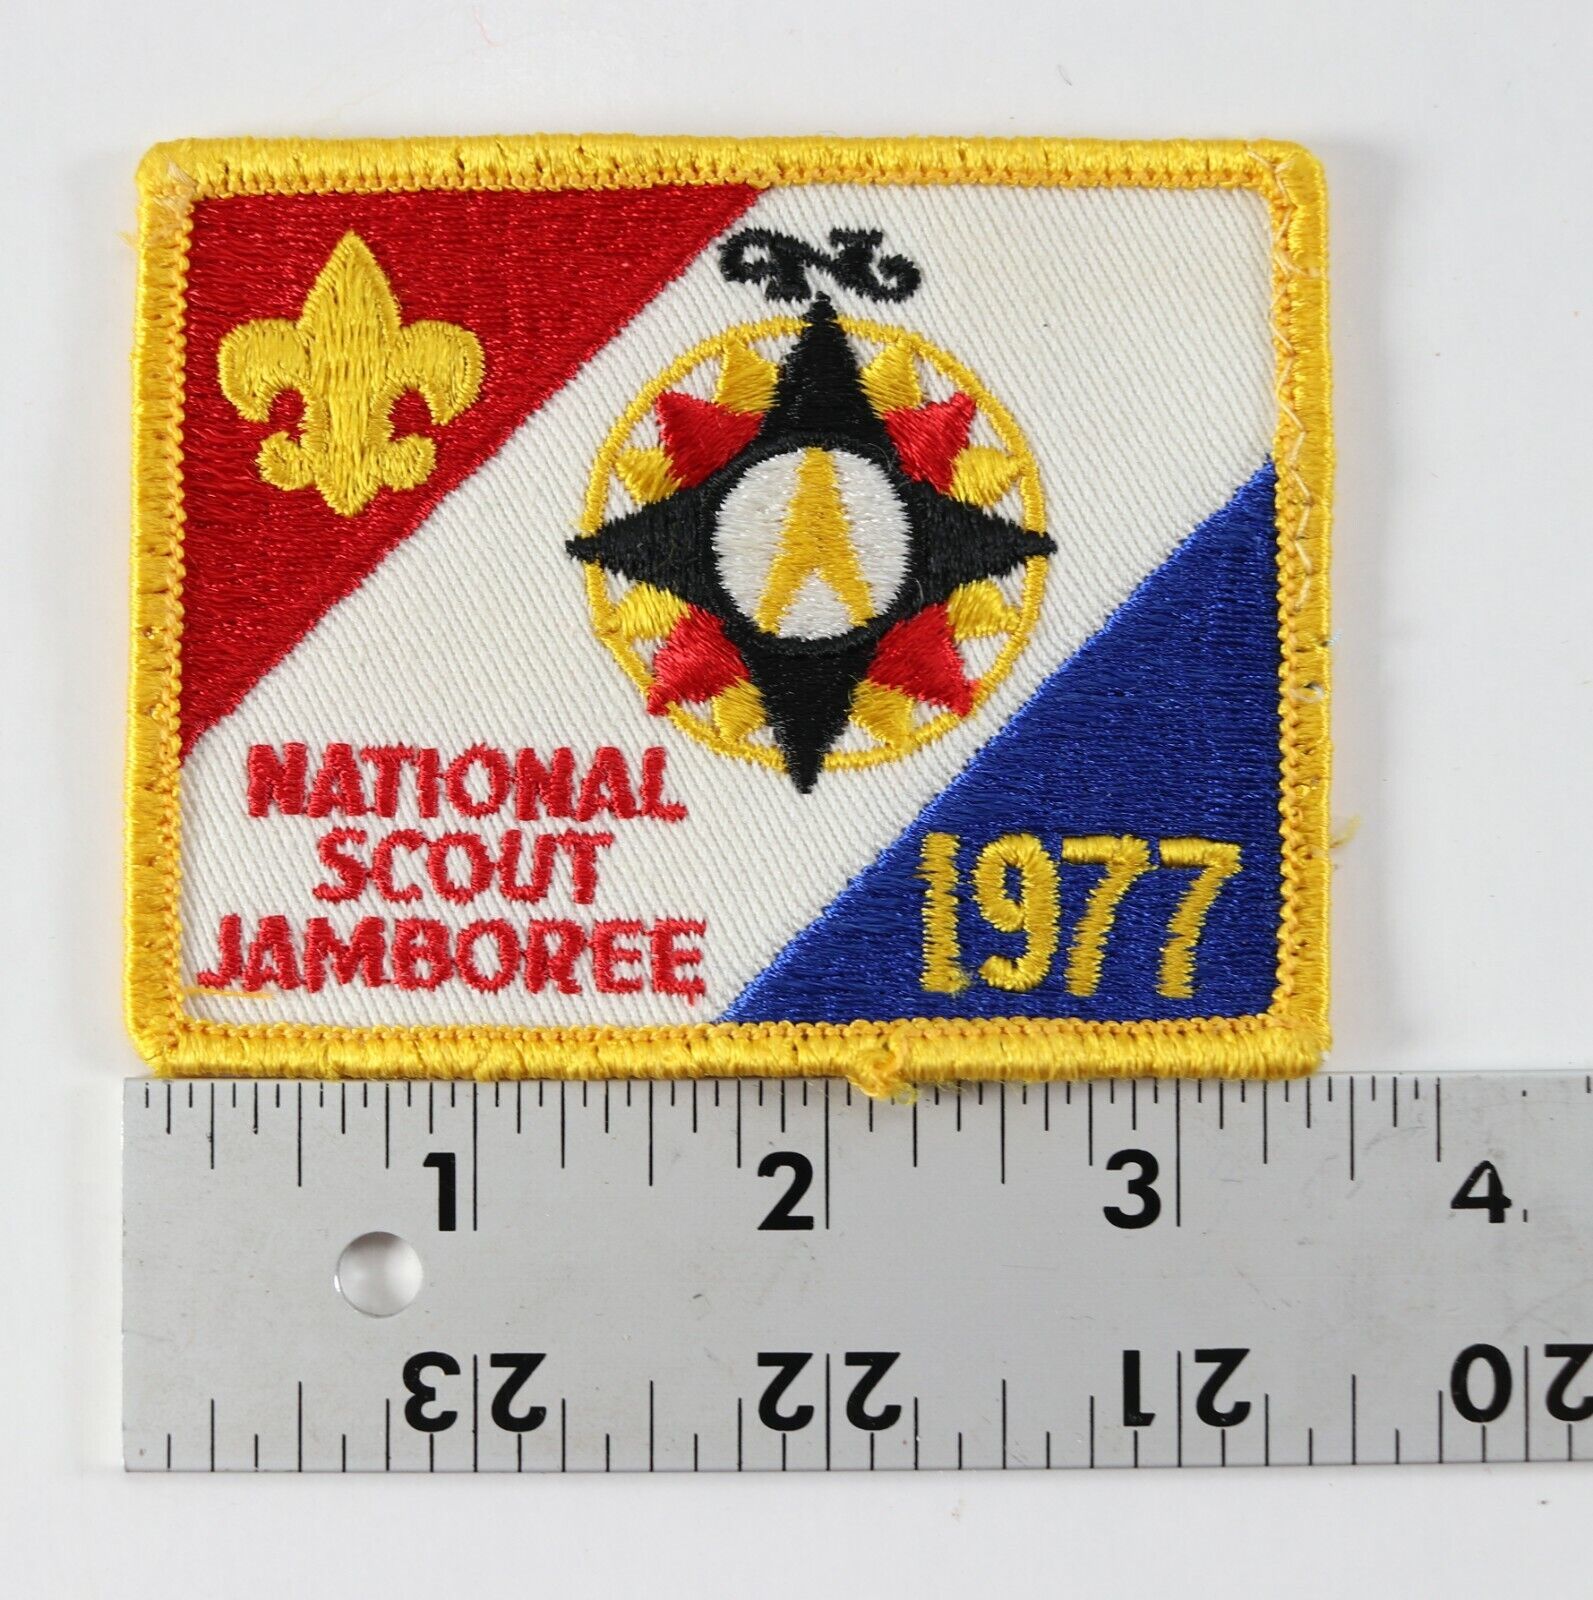 N
NATIONAL
SCOUT
JAMBOREE
1977
1 2 3 4
23 22 21 20